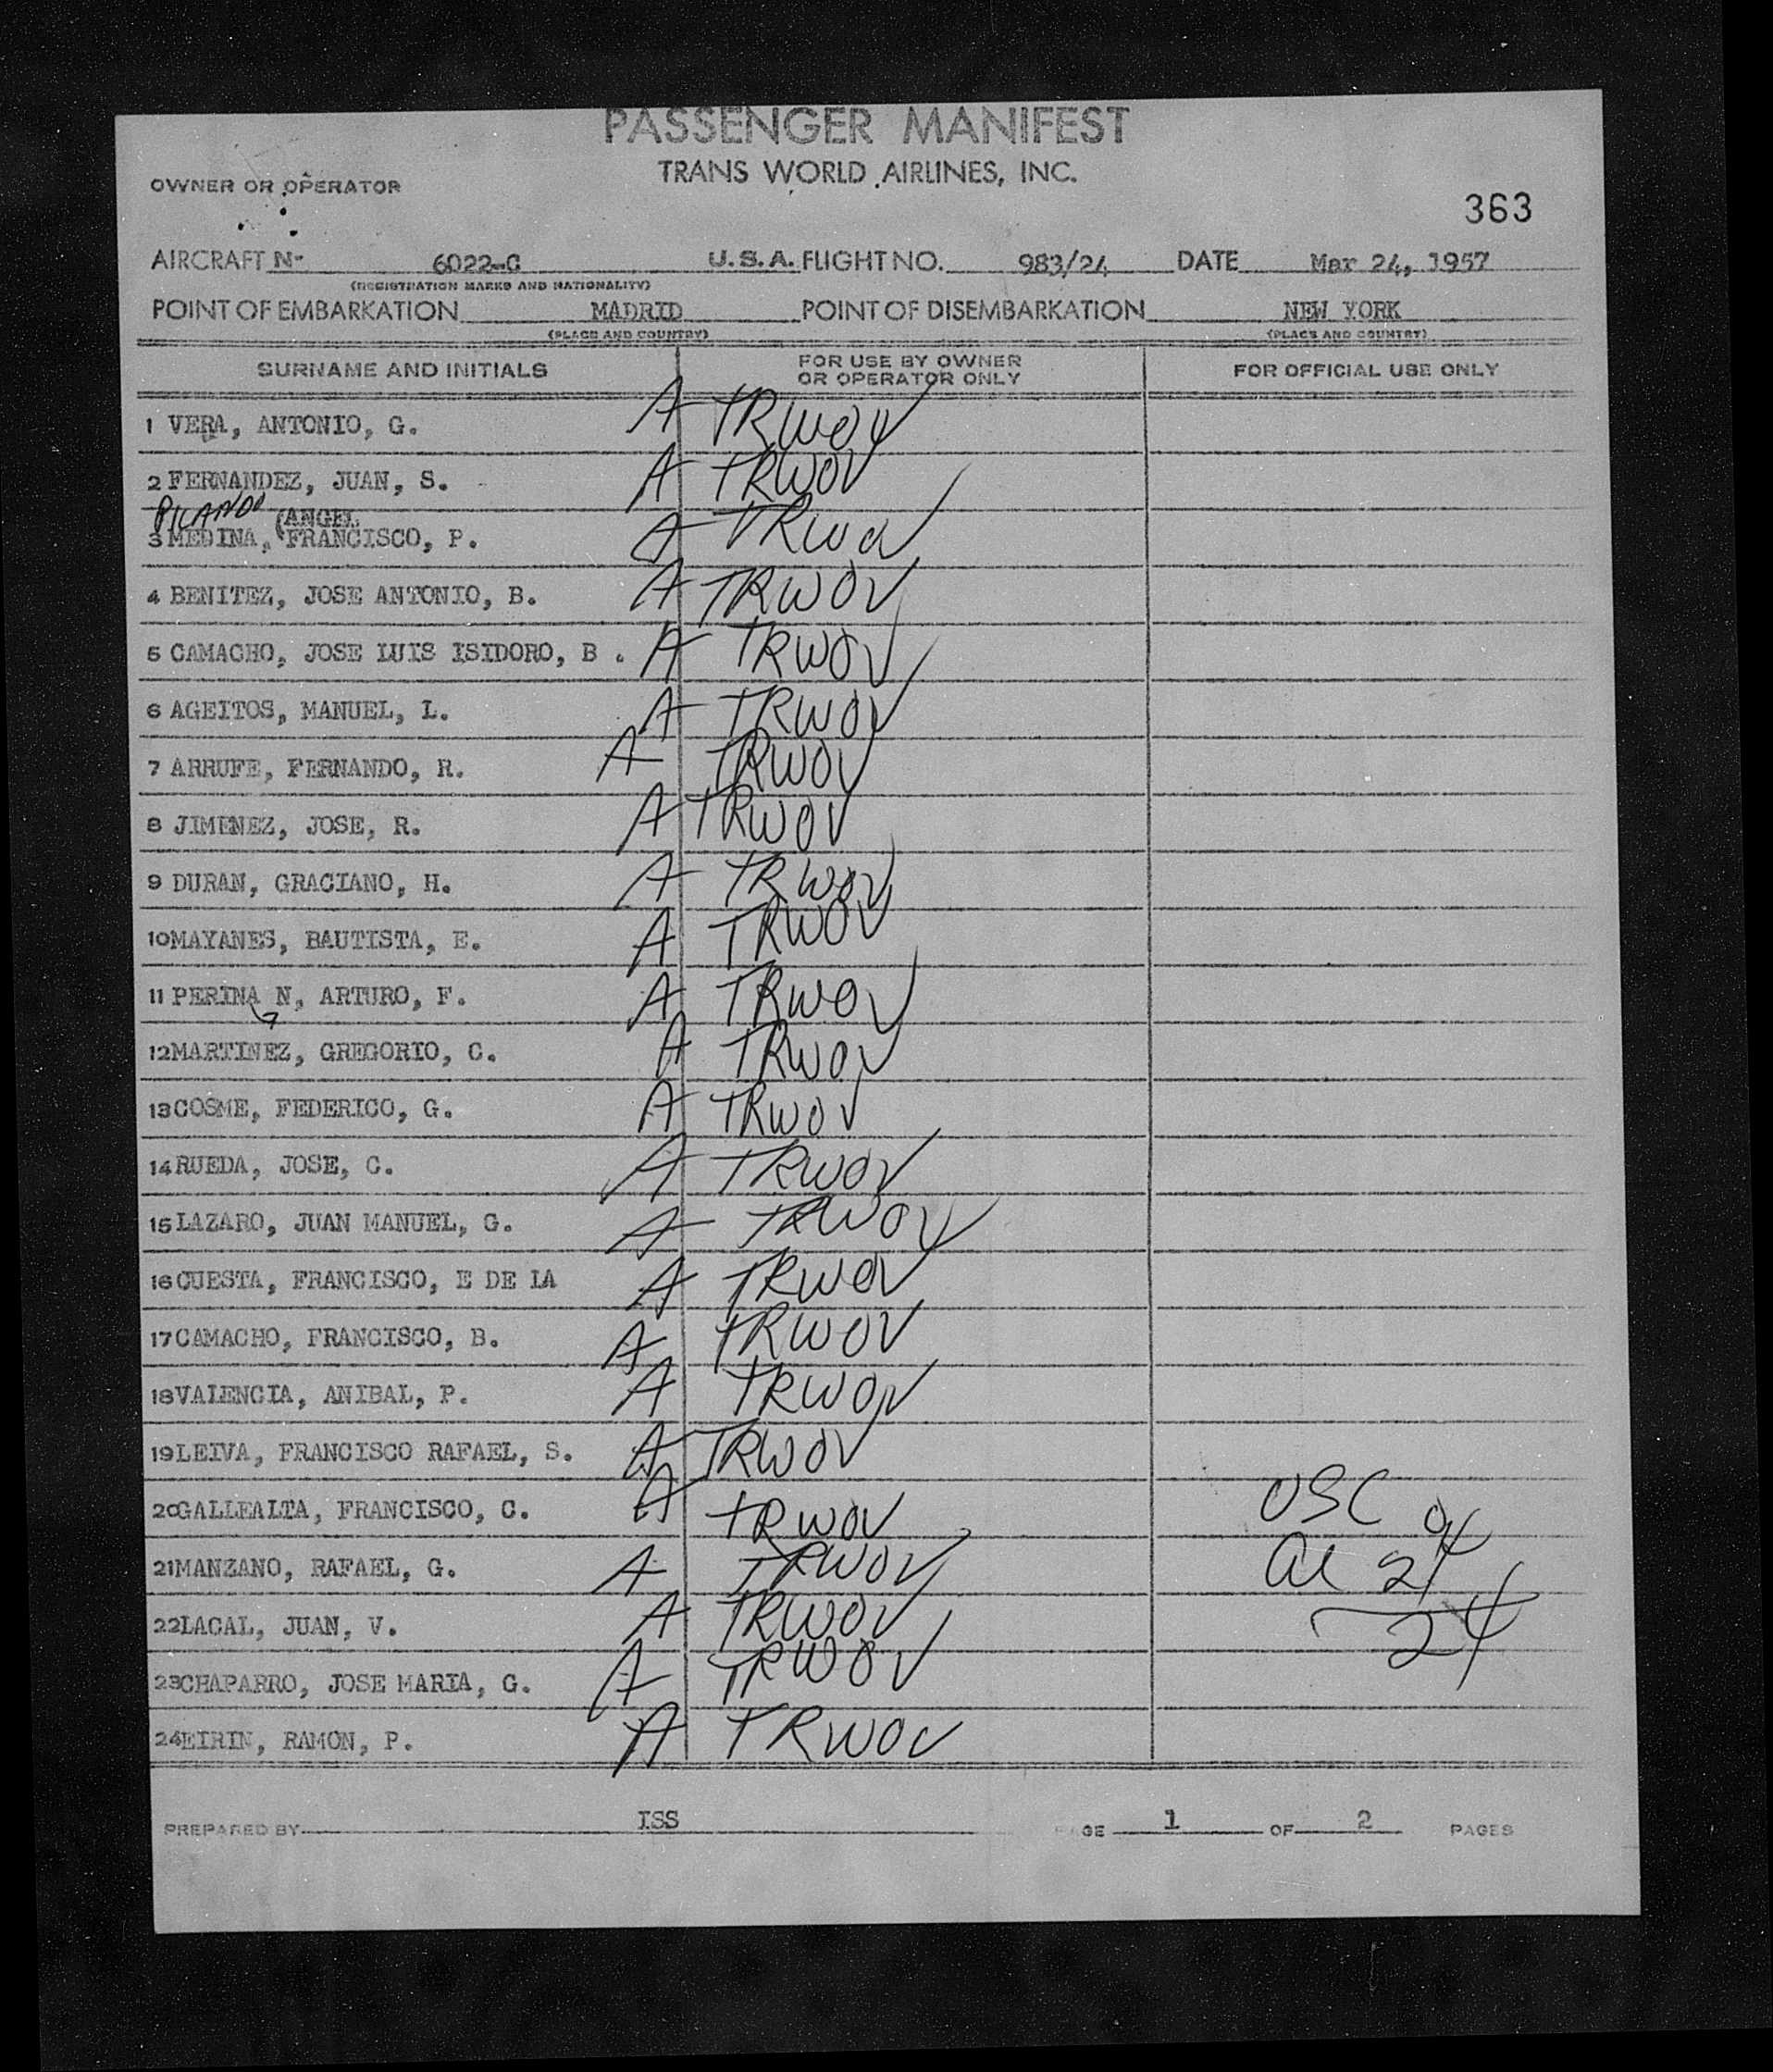 PASSENGER MANIFEST
TRANS WORLD AIRLINES, INC.
OWNER OR OPERATOR
363
AIRCRAFT N- 6022-C U.S.A. FLIGHT NO. 983/24 DATE Mar 24, 1957
(REGISTRATION MARKS AND NATIONALITY)
POINT OF EMBARKATION MADRID POINT OF DISEMBARKATION NEW YORK
(PLACE AND COUNTRY) (PLACE AND COUNTRY)
SURNAME AND INITIALS FOR USE BY OWNER OR OPERATOR ONLY FOR OFFICIAL USE ONLY
1 VERA, ANTONIO, G. A TRWOV
2 FERNANDEZ, JUAN, S. A TRWOV
PICANDO (ANGEL
3 MEDINA, FRANCISCO, P. A TRWOV
4 BENITEZ, JOSE ANTONIO, B. A TRWOV
5 CAMACHO, JOSE LUIS ISIDORO, B. A TRWOV
6 AGEITOS, MANUEL, L. A TRWOV
7 ARRUFE, FERNANDO, R. A TRWOV
8 JIMENEZ, JOSE, R. A TRWOV
9 DURAN, GRACIANO, H. A TRWOV
10 MAYANES, BAUTISTA, E. A TRWOV
11 PERINA N, ARTURO, F. A TRWOV
12 MARTINEZ, GREGORIO, C. A TRWOV
13 COSME, FEDERICO, G. A TRWOV
14 RUEDA, JOSE, C. A TRWOV
15 LAZARO, JUAN MANUEL, G. A TRWOV
16 CUESTA, FRANCISCO, E DE LA A TRWOV
17 CAMACHO, FRANCISCO, B. A TRWOV
18 VALENCIA, ANIBAL, P. A TRWOV
19 LEIVA, FRANCISCO RAFAEL, S. A TRWOV
20 GALLEALTA, FRANCISCO, C. A TRWOV USC 0
21 MANZANO, RAFAEL, G. A TRWOV al 24
22 LACAL, JUAN, V. A TRWOV 24
23 CHAPARRO, JOSE MARIA, G. A TRWOV
24 EIRIN, RAMON, P. A TRWOV
PREPARED BY ISS PAGE 1 OF 2 PAGES